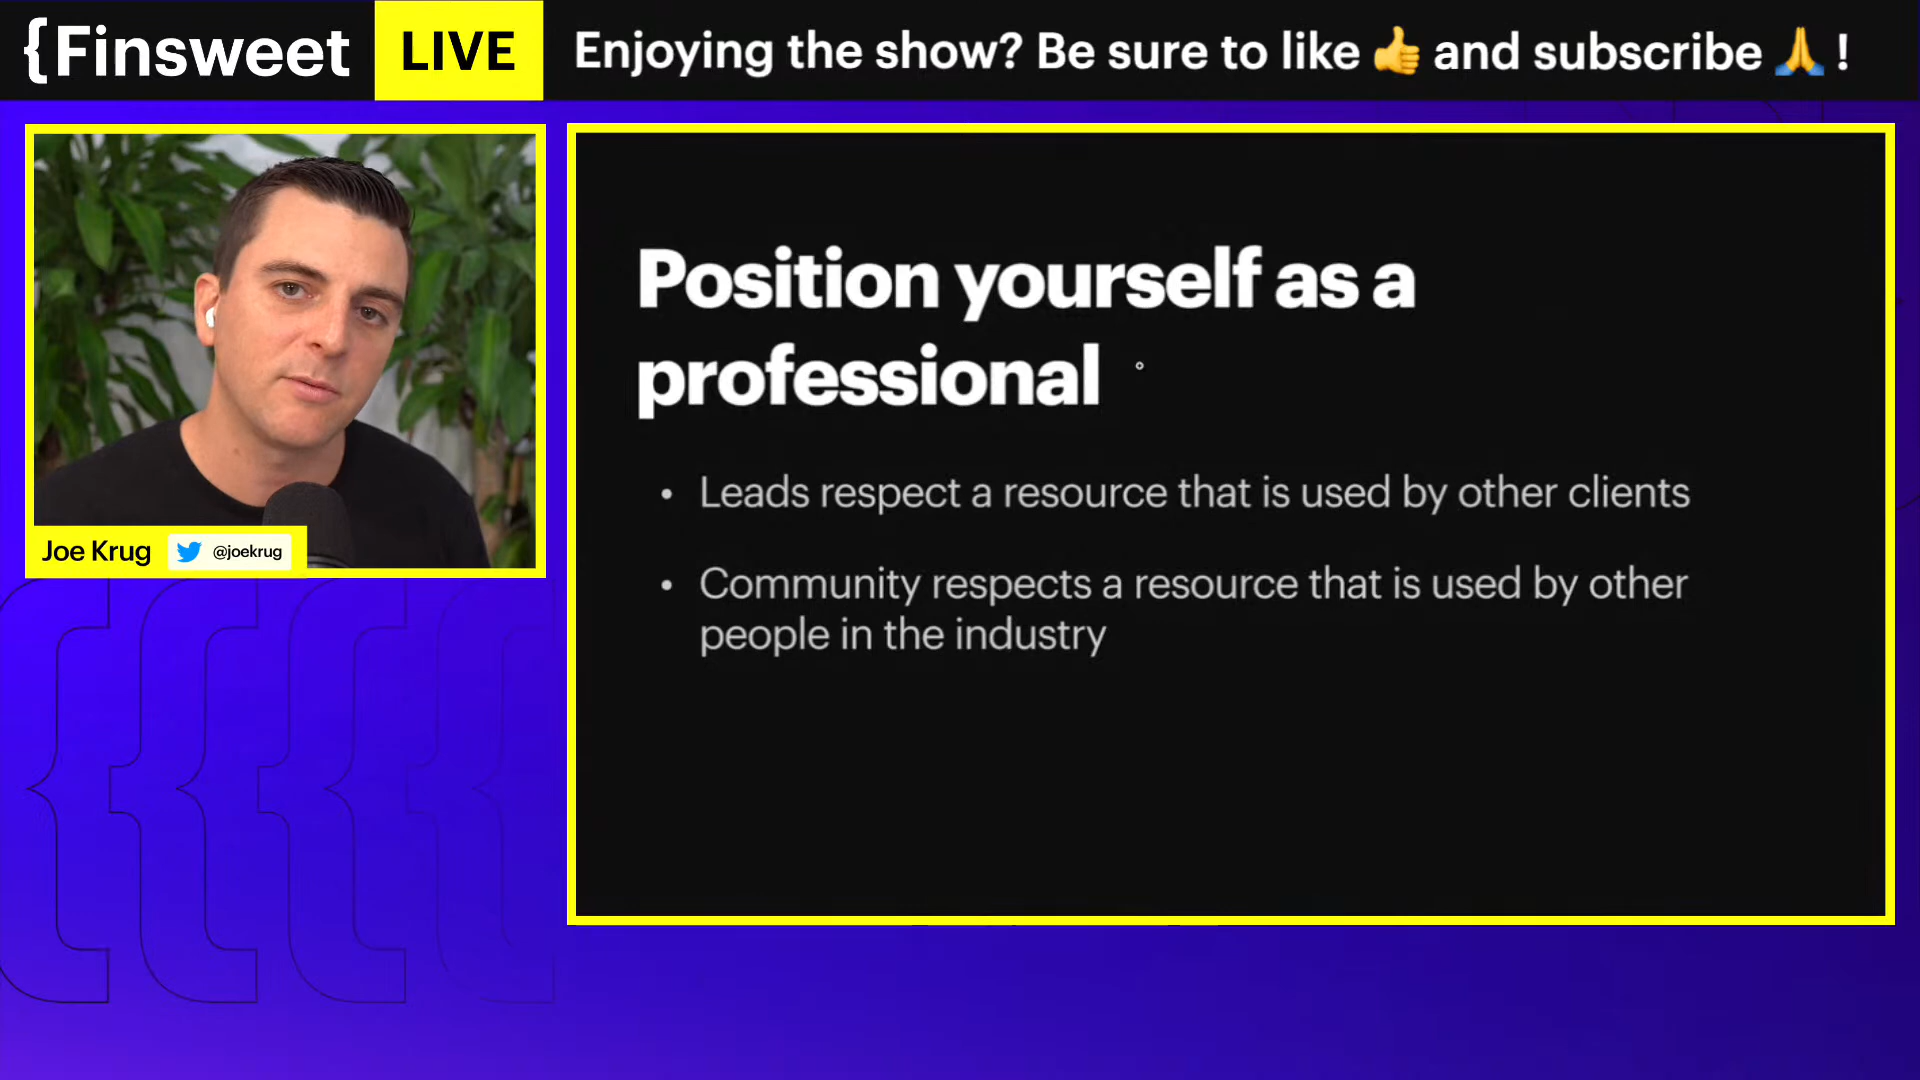 {Finsweet
LIVE
Enjoying the show? Be sure to like 👍 and subscribe 🙏 !
Joe Krug
@joekrug
Position yourself as a
professional
• Leads respect a resource that is used by other clients
• Community respects a resource that is used by other
people in the industry